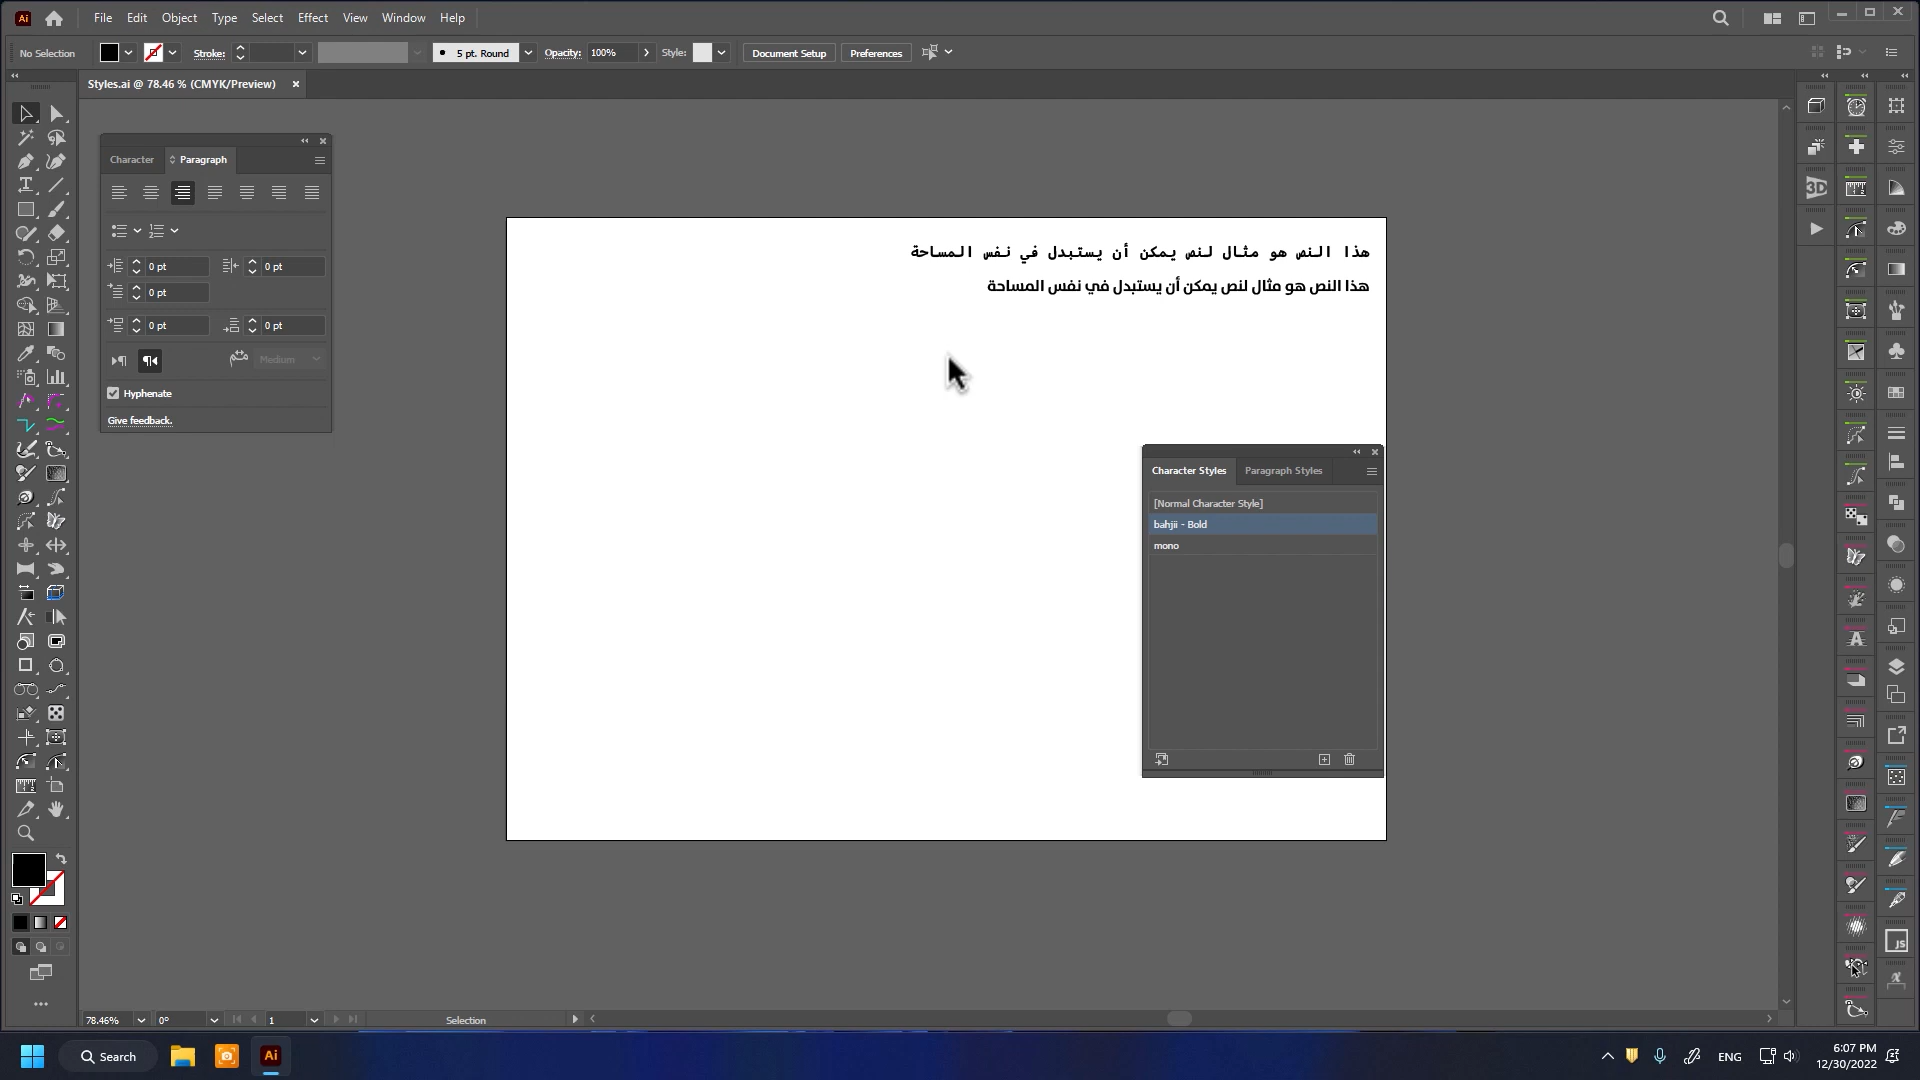 File Edit Object Type Select Effect View Window Help
No Selection Stroke: 5 pt. Round Opacity: 100% Style: Document Setup Preferences
Styles.ai @ 78.46 % (CMYK/Preview)
Character Paragraph
0 pt 0 pt
0 pt
0 pt 0 pt
Medium
Hyphenate
Give feedback.
هذا النص هو مثال لنص يمكن أن يستبدل في نفس المساحة
هذا النص هو مثال لنص يمكن أن يستبدل في نفس المساحة
Character Styles Paragraph Styles
[Normal Character Style]
bahjii - Bold
mono
3D
JS
78.46% 0° 1 Selection
Search
Ai
ENG
6:07 PM
12/30/2022